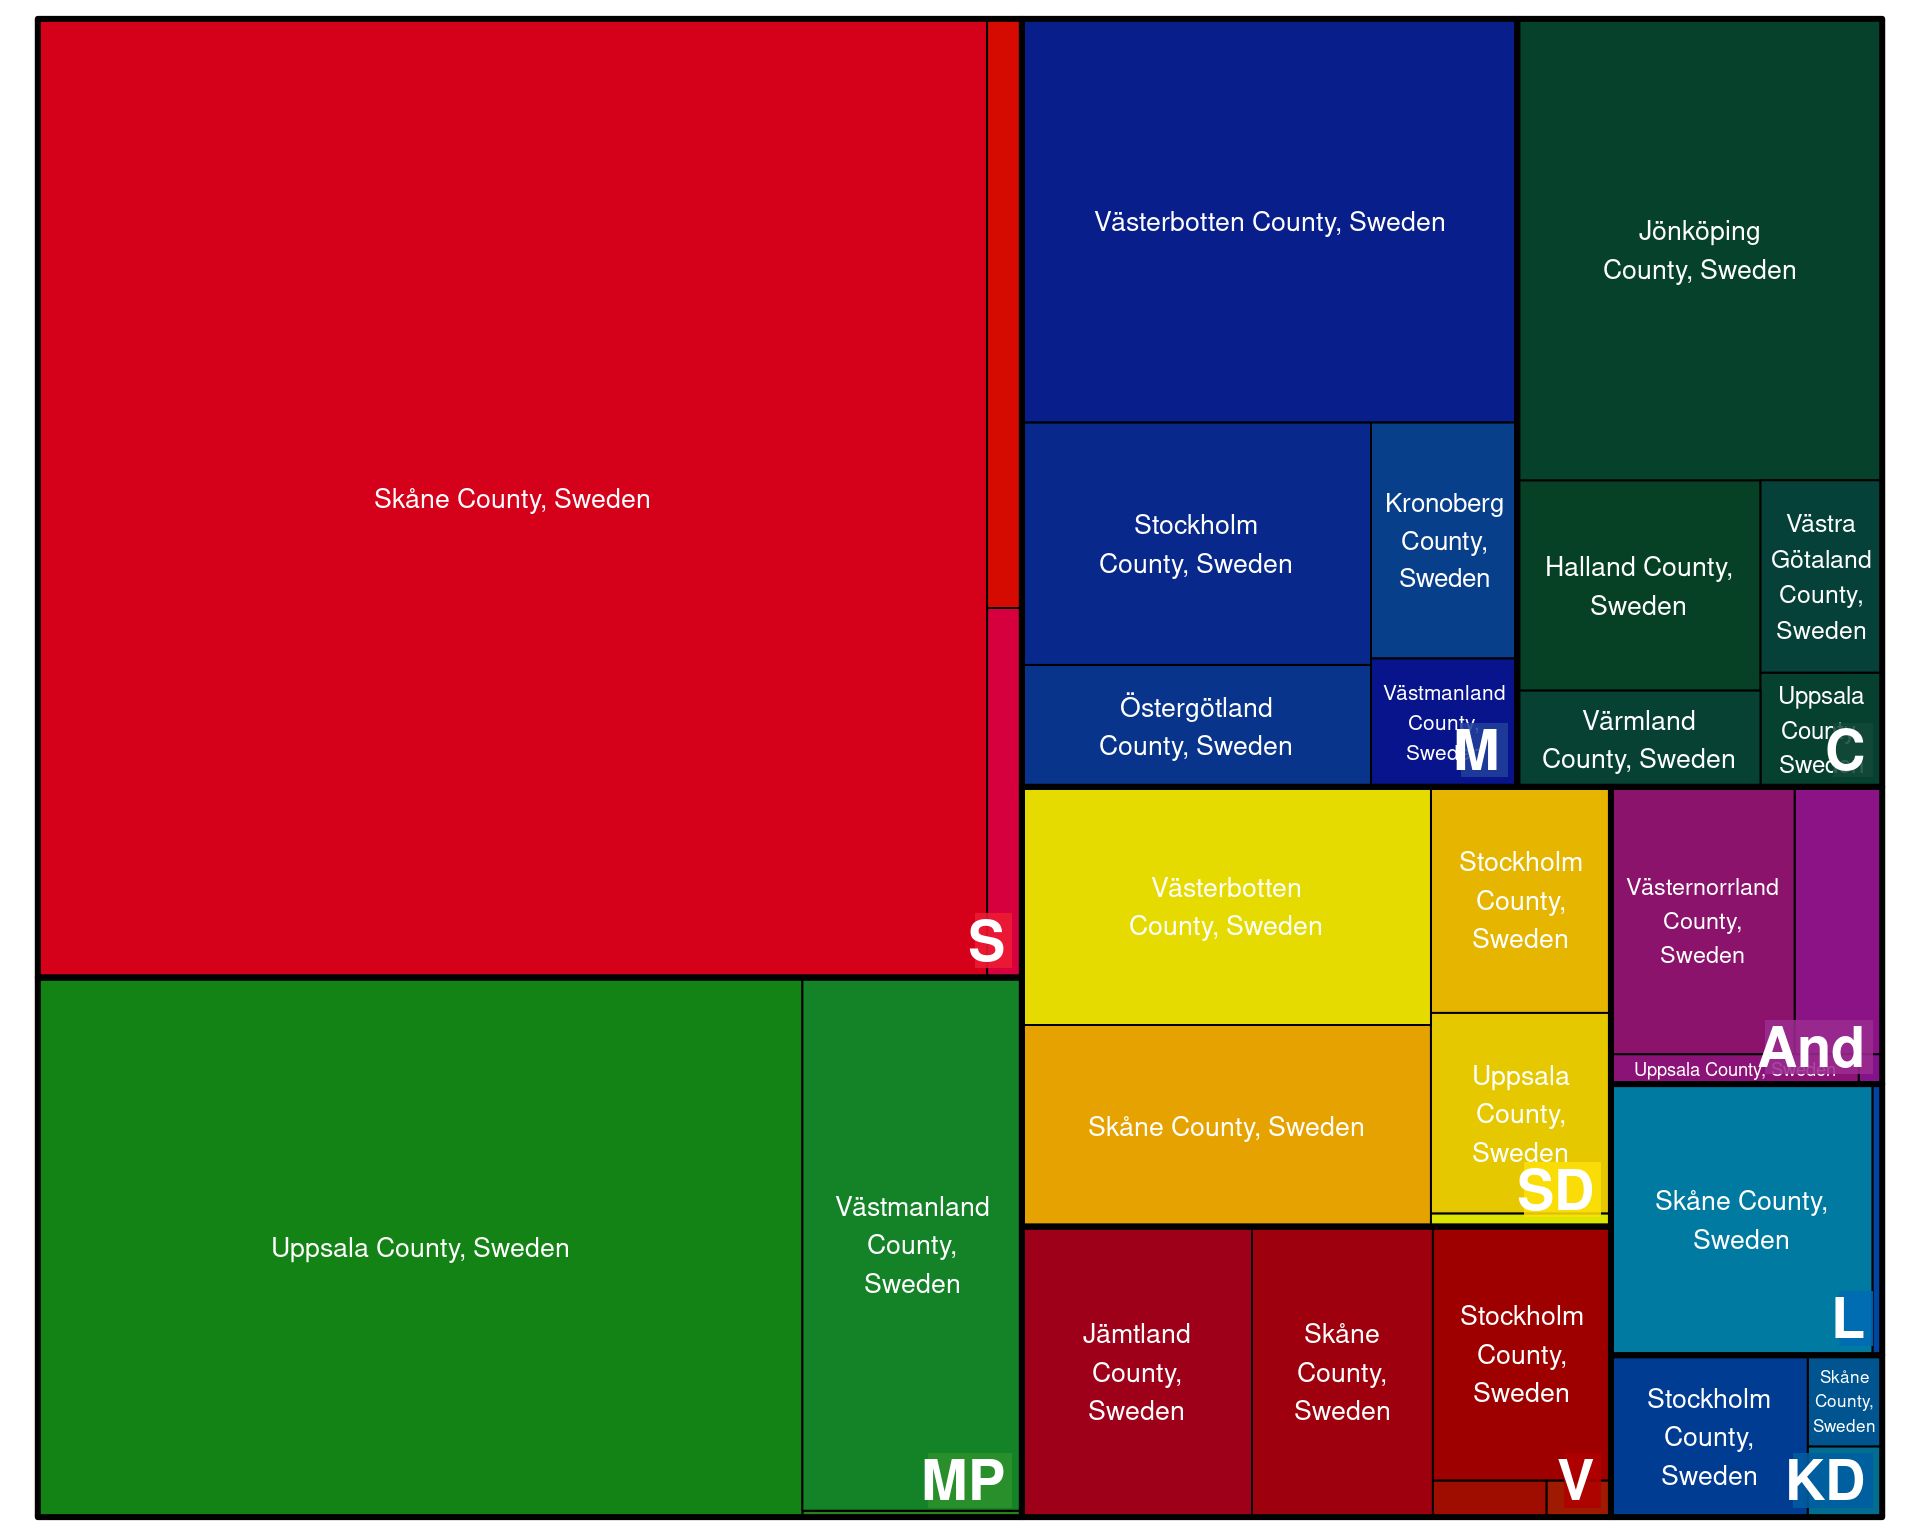 Skåne County, Sweden
S
Uppsala County, Sweden
Västmanland
County,
Sweden
MP
Västerbotten County, Sweden
Stockholm
County, Sweden
Kronoberg
County,
Sweden
Östergötland
County, Sweden
Västmanland
County,
Sweden
M
Jönköping
County, Sweden
Halland County,
Sweden
Västra
Götaland
County,
Sweden
Värmland
County, Sweden
Uppsala
County,
Sweden
C
Västerbotten
County, Sweden
Stockholm
County,
Sweden
Skåne County, Sweden
Uppsala
County,
Sweden
SD
Västernorrland
County,
Sweden
Uppsala County, Sweden
And
Skåne County,
Sweden
L
Jämtland
County,
Sweden
Skåne
County,
Sweden
Stockholm
County,
Sweden
V
Stockholm
County,
Sweden
Skåne
County,
Sweden
KD